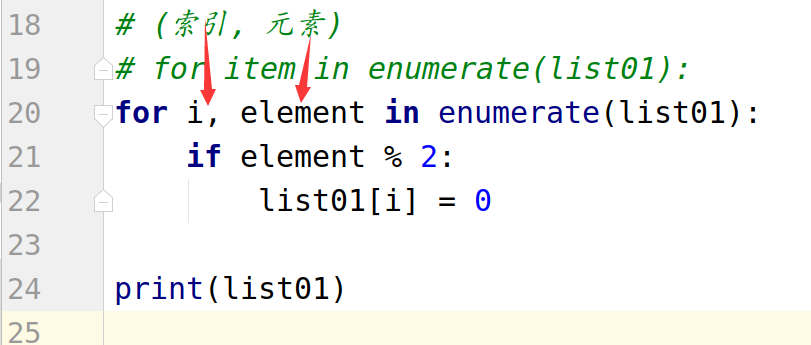 18 # (索引, 元素)
19 # for item in enumerate(list01):
20 for i, element in enumerate(list01):
21     if element % 2:
22         list01[i] = 0
23
24 print(list01)
25